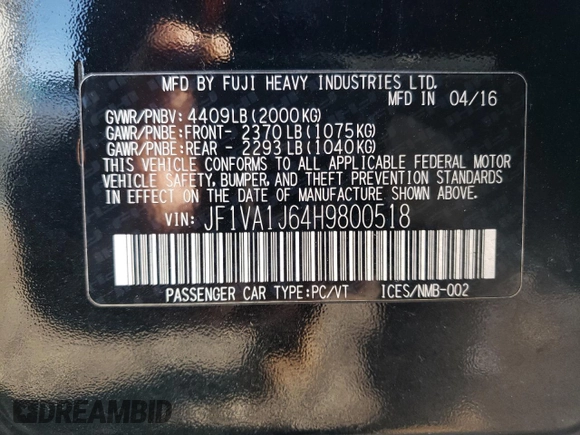 MFD BY FUJI HEAVY INDUSTRIES LTD.
MFD IN 04/16
GVWR/PNBV: 4409LB(2000KG)
GAWR/PNBE:FRONT- 2370LB(1075KG)
GAWR/PNBE:REAR - 2293LB(1040KG)
THIS VEHICLE CONFORMS TO ALL APPLICABLE FEDERAL MOTOR
VEHICLE SAFETY, BUMPER, AND THEFT PREVENTION STANDARDS
IN EFFECT ON THE DATE OF MANUFACTURE SHOWN ABOVE.
VIN: JF1VA1J64H9800518
PASSENGER CAR TYPE:PC/VT ICES/NMB-002
DREAMBID